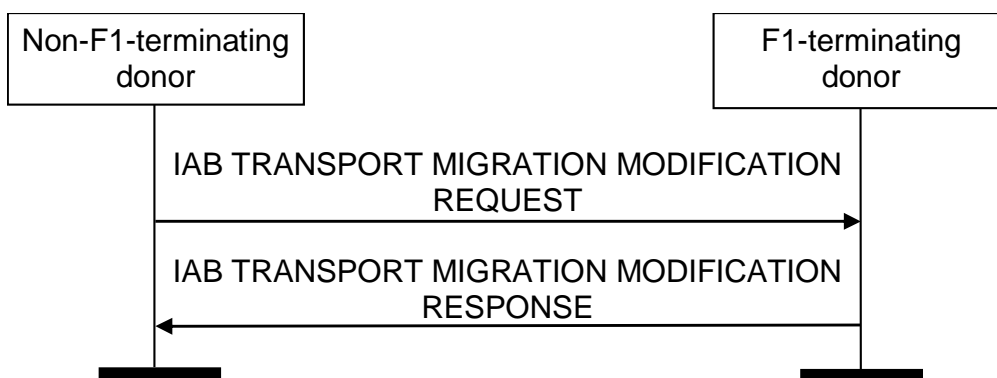 Non-F1-terminating
donor
F1-terminating
donor
IAB TRANSPORT MIGRATION MODIFICATION
REQUEST
IAB TRANSPORT MIGRATION MODIFICATION
RESPONSE